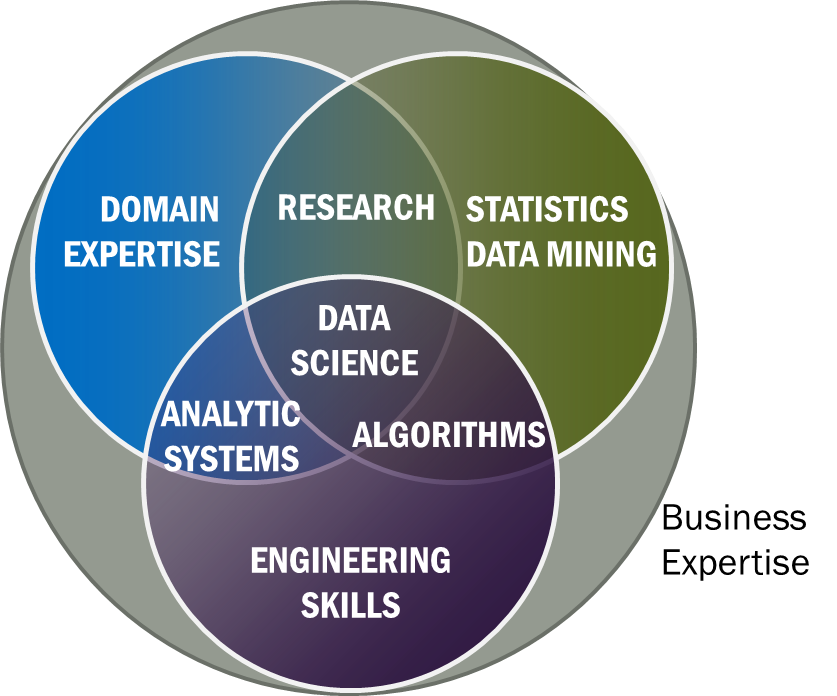 DOMAIN
EXPERTISE
RESEARCH
STATISTICS
DATA MINING
DATA
SCIENCE
ANALYTIC
SYSTEMS
ALGORITHMS
ENGINEERING
SKILLS
Business
Expertise